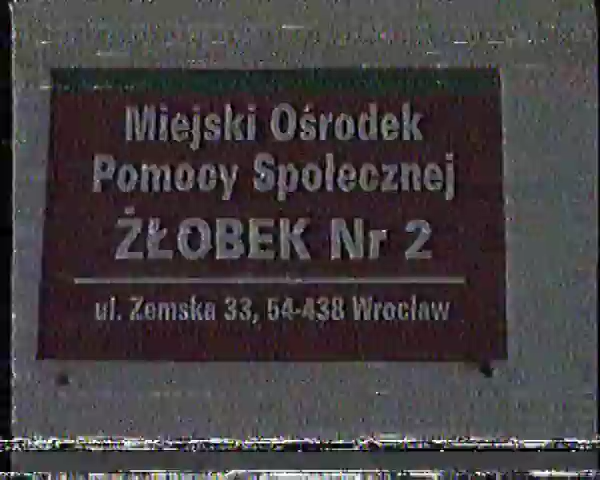 Miejski Ośrodek
Pomocy Społecznej
ŻŁOBEK Nr 2
ul. Zemska 33, 54-438 Wrocław